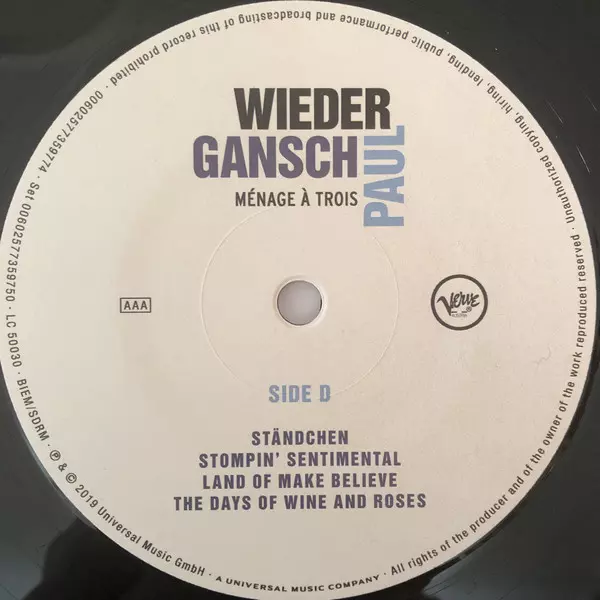 WIEDER
GANSCH
PAUL
MÉNAGE À TROIS
AAA
Verve
SIDE D
STÄNDCHEN
STOMPIN' SENTIMENTAL
LAND OF MAKE BELIEVE
THE DAYS OF WINE AND ROSES
℗ & © 2019 Universal Music GmbH · A UNIVERSAL MUSIC COMPANY · All rights of the producer and of the owner of the work reproduced reserved · Unauthorized copying, hiring, lending, public performance and broadcasting of this record prohibited · 00602577359774 · Set 00602577359750 · LC 50030 · BIEM/SDRM ·